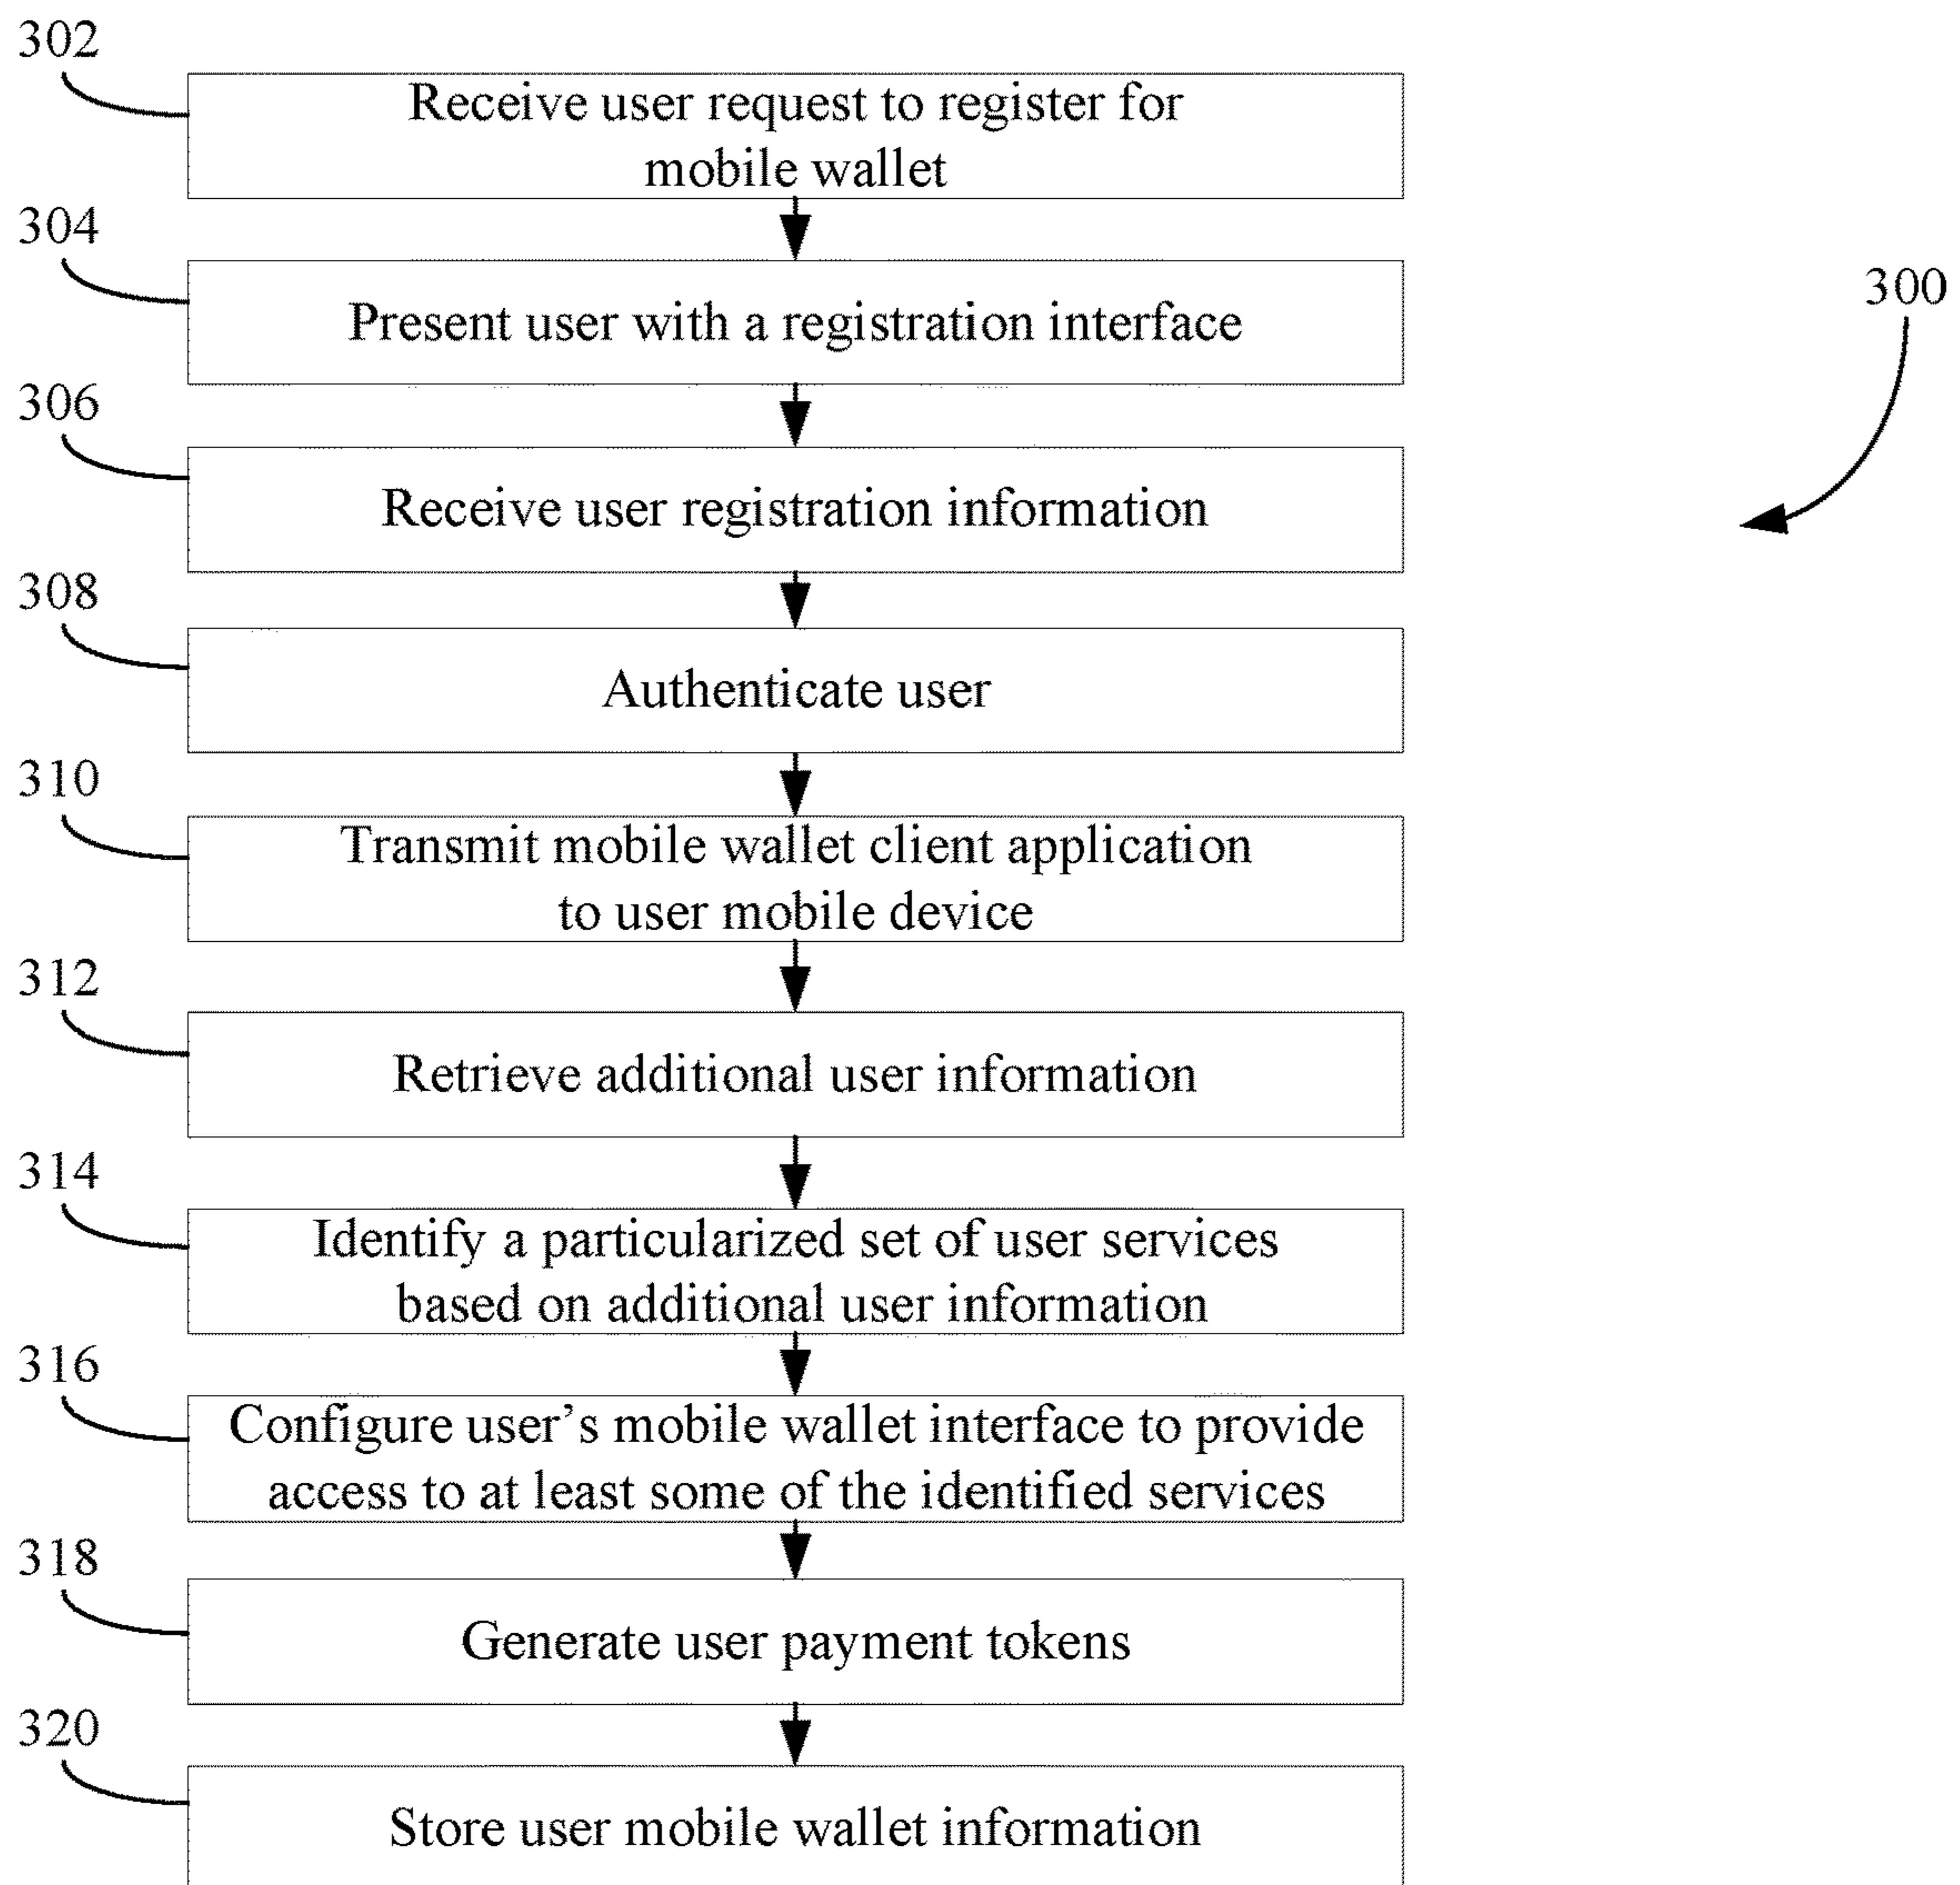 302
Receive user request to register for
mobile wallet
304
300
Present user with a registration interface
306
Receive user registration information
308
Authenticate user
310
Transmit mobile wallet client application
to user mobile device
312
Retrieve additional user information
314
Identify a particularized set of user services
based on additional user information
316
Configure user’s mobile wallet interface to provide
access to at least some of the identified services
318
Generate user payment tokens
320
Store user mobile wallet information